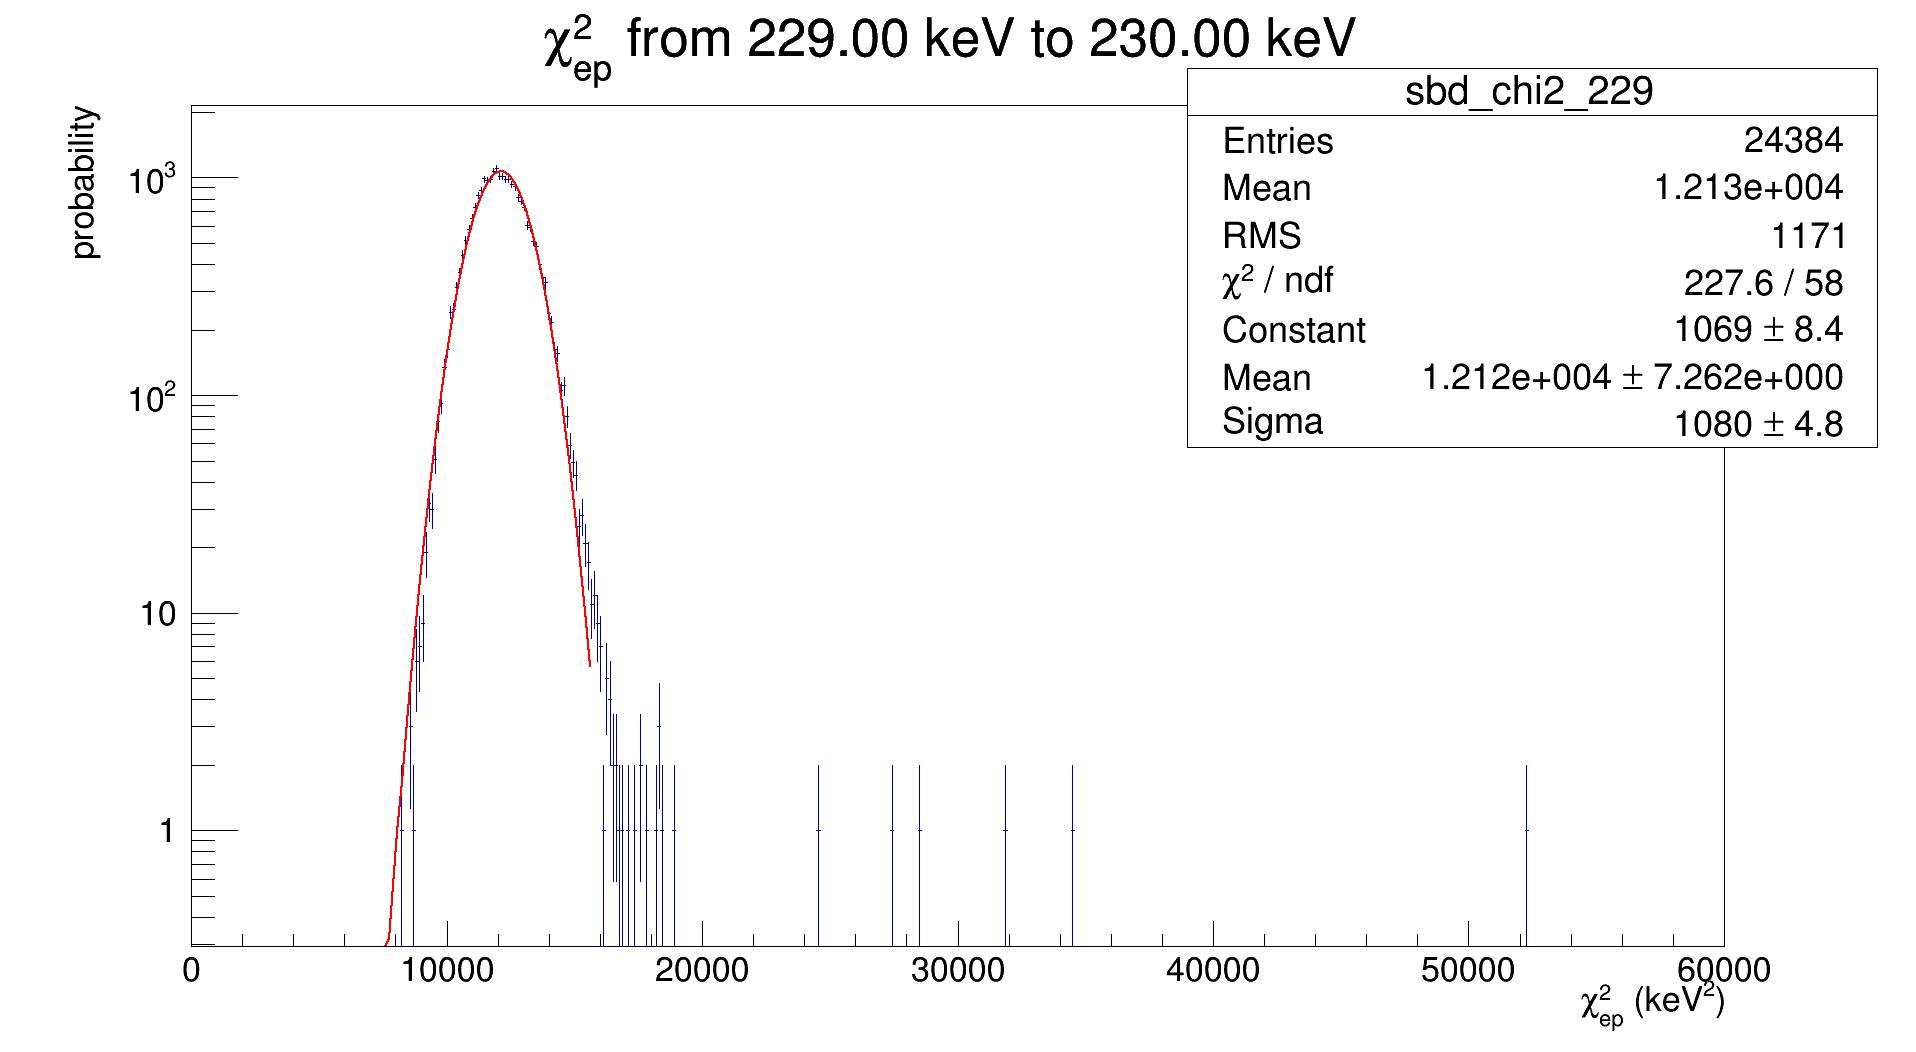 χ²ep from 229.00 keV to 230.00 keV
sbd_chi2_229
Entries 24384
Mean 1.213e+004
RMS 1171
χ² / ndf 227.6 / 58
Constant 1069 ± 8.4
Mean 1.212e+004 ± 7.262e+000
Sigma 1080 ± 4.8
probability
10³
10²
10
1
0 10000 20000 30000 40000 50000 60000
χ²ep (keV²)